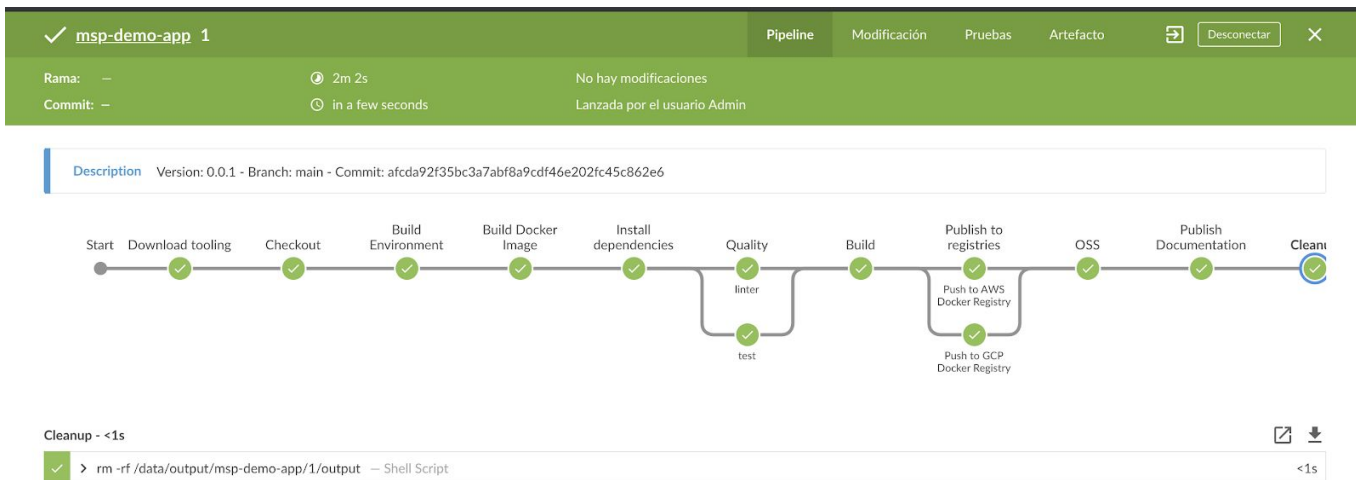 msp-demo-app 1
Pipeline Modificación Pruebas Artefacto Desconectar
Rama: — 2m 2s No hay modificaciones
Commit: — in a few seconds Lanzada por el usuario Admin
Description Version: 0.0.1 - Branch: main - Commit: afcda92f35bc3a7abf8a9cdf46e202fc45c862e6
Start
Download tooling
Checkout
Build
Environment
Build Docker
Image
Install
dependencies
Quality
linter
test
Build
Publish to
registries
Push to AWS
Docker Registry
Push to GCP
Docker Registry
OSS
Publish
Documentation
Cleanu
Cleanup - <1s
rm -rf /data/output/msp-demo-app/1/output — Shell Script <1s